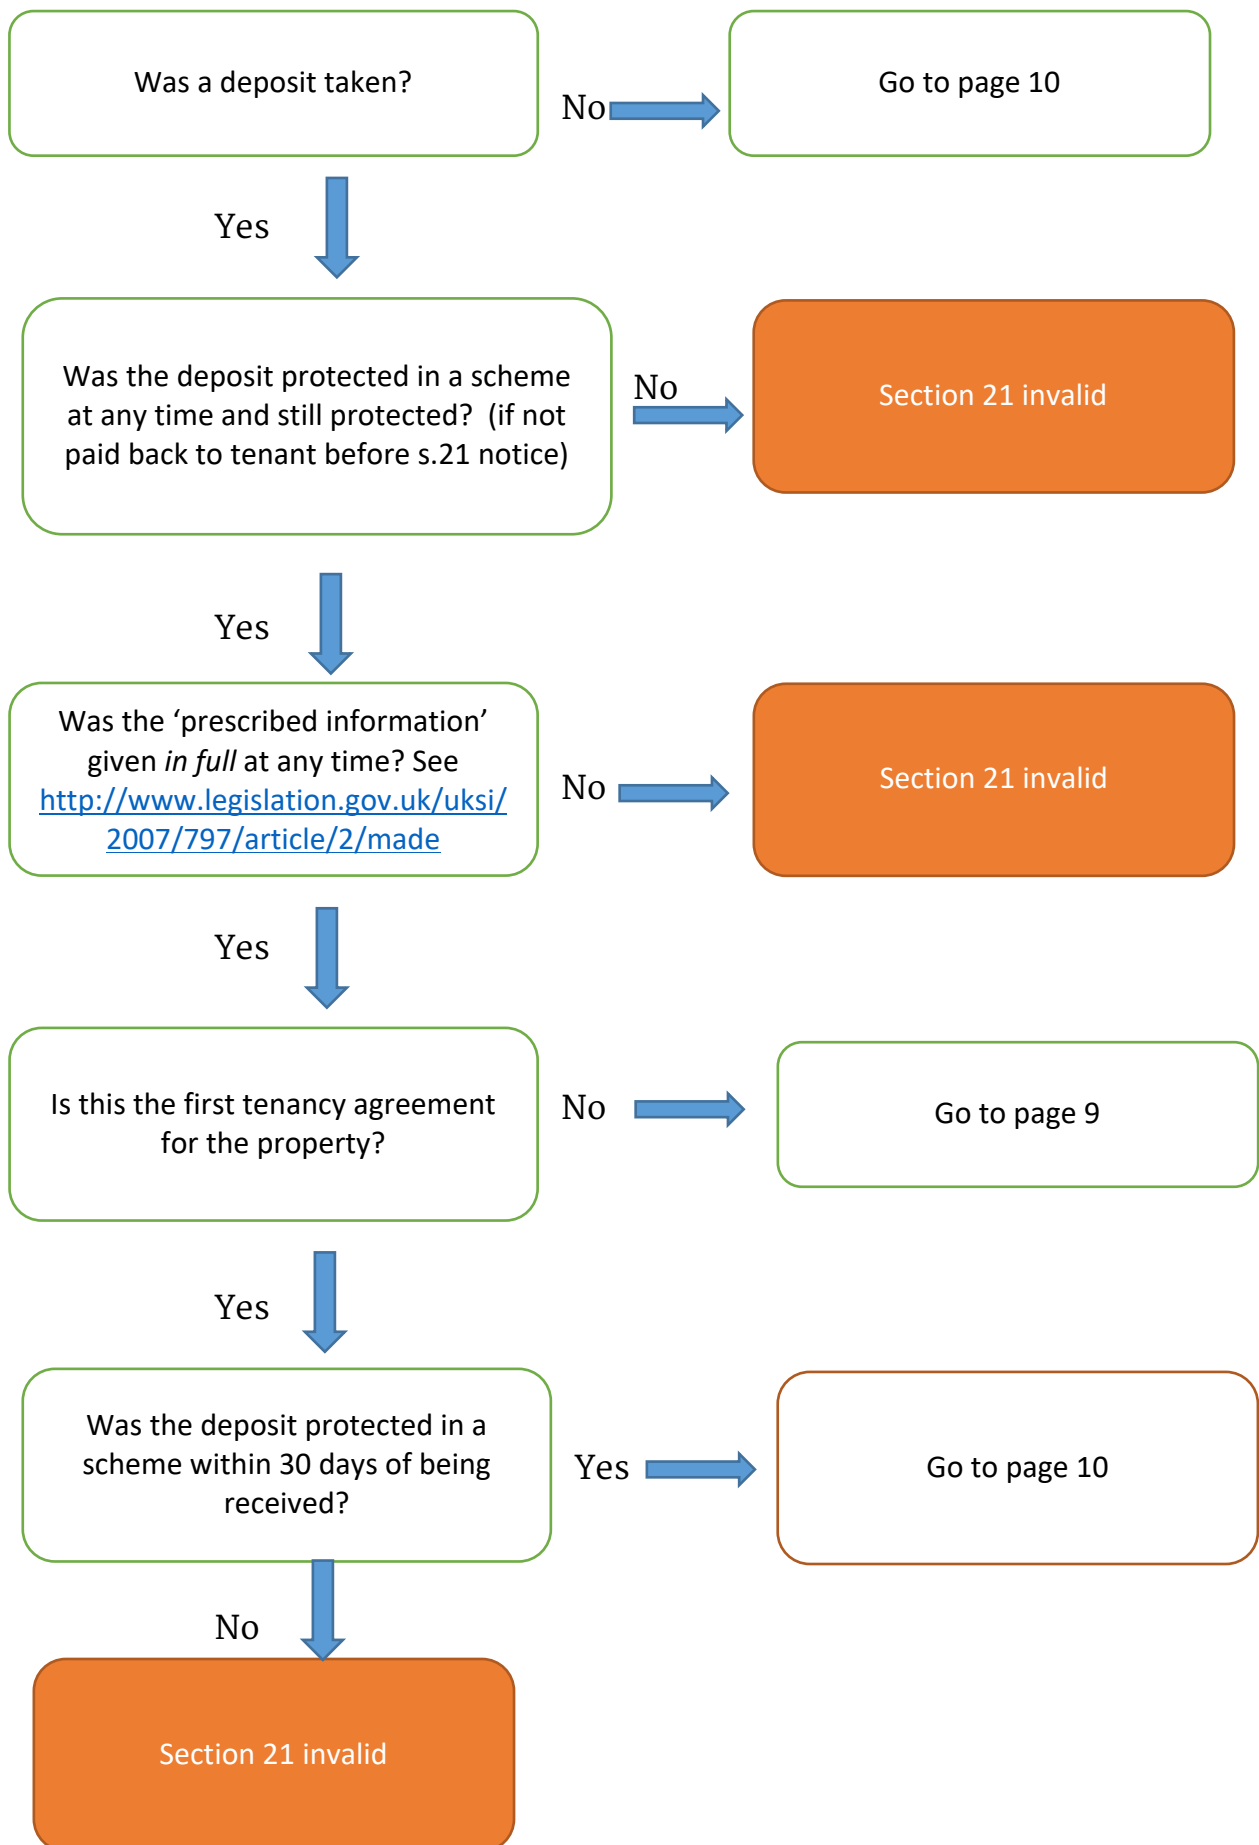 Was a deposit taken?
No
Go to page 10
Yes
Was the deposit protected in a scheme
at any time and still protected?  (if not
paid back to tenant before s.21 notice)
No
Section 21 invalid
Yes
Was the ‘prescribed information’
given in full at any time? See
http://www.legislation.gov.uk/uksi/
2007/797/article/2/made
No
Section 21 invalid
Yes
Is this the first tenancy agreement
for the property?
No
Go to page 9
Yes
Was the deposit protected in a
scheme within 30 days of being
received?
Yes
Go to page 10
No
Section 21 invalid